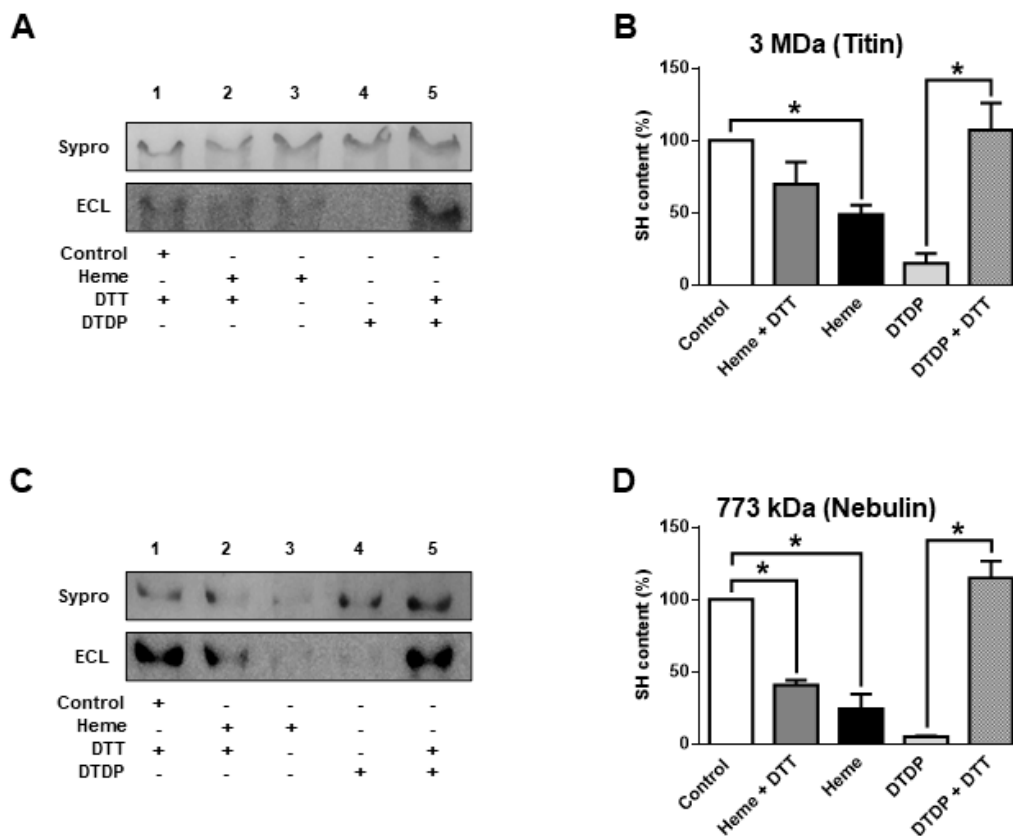 A
1 2 3 4 5
Sypro
ECL
Control + - - - -
Heme - + + - -
DTT + + - - +
DTDP - - - + +
B
3 MDa (Titin)
SH content (%)
150
100
50
0
* *
Control Heme + DTT Heme DTDP DTDP + DTT
C
1 2 3 4 5
Sypro
ECL
Control + - - - -
Heme - + + - -
DTT + + - - +
DTDP - - - + +
D
773 kDa (Nebulin)
SH content (%)
150
100
50
0
* * *
Control Heme + DTT Heme DTDP DTDP + DTT